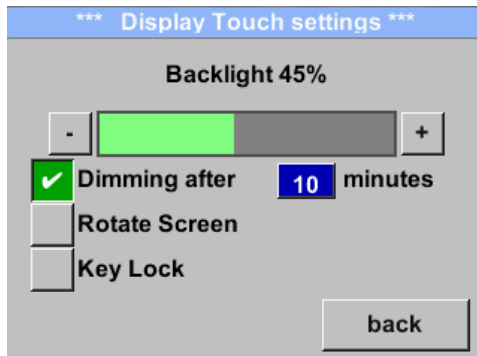 *** Display Touch settings ***
Backlight 45%
- +
Dimming after 10 minutes
Rotate Screen
Key Lock
back